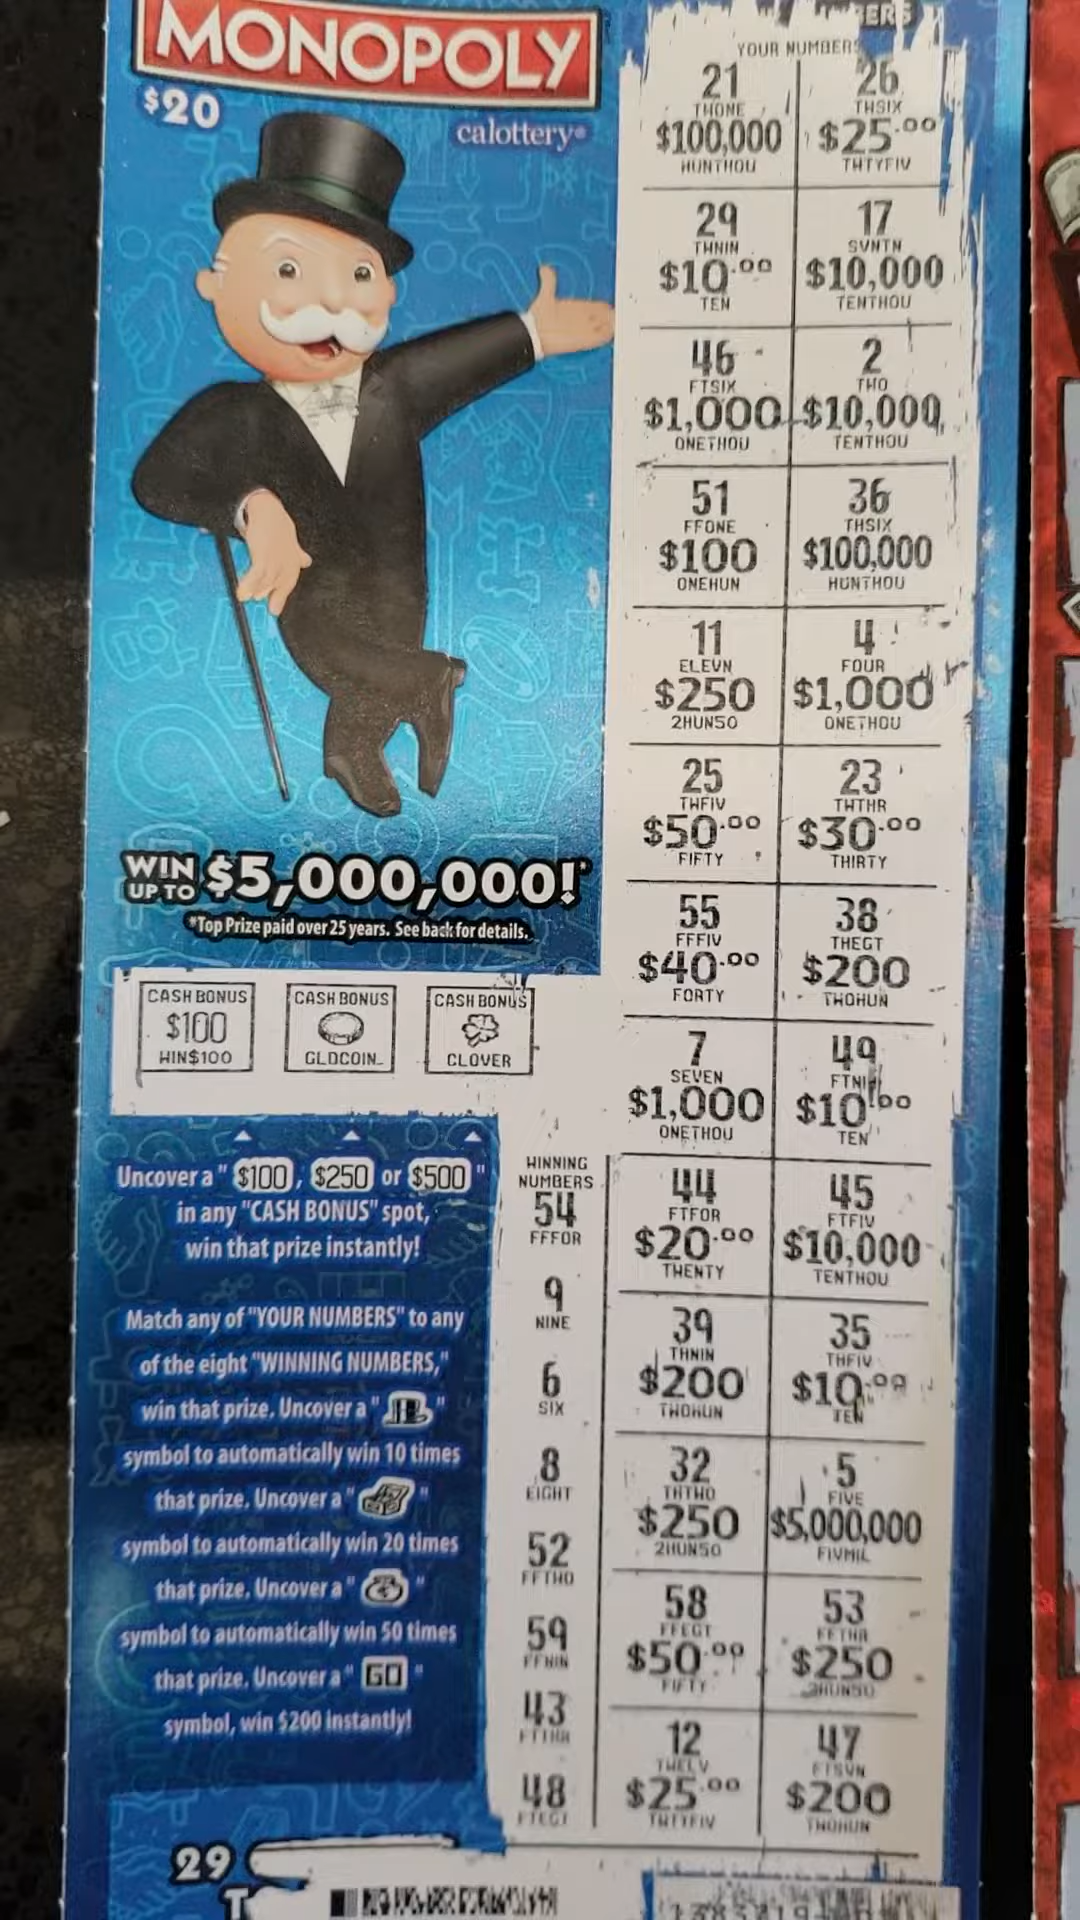 MONOPOLY
$20
calottery
WIN UP TO $5,000,000!*
*Top Prize paid over 25 years. See back for details.
CASH BONUS
$100
WIN$100
CASH BONUS
GLDCOIN
CASH BONUS
CLOVER
Uncover a "$100, $250 or $500"
in any "CASH BONUS" spot,
win that prize instantly!
Match any of "YOUR NUMBERS" to any
of the eight "WINNING NUMBERS,"
win that prize. Uncover a " "
symbol to automatically win 10 times
that prize. Uncover a " "
symbol to automatically win 20 times
that prize. Uncover a " "
symbol to automatically win 50 times
that prize. Uncover a "GO"
symbol, win $200 instantly!
WINNING
NUMBERS
54
FFFOR
9
NINE
6
SIX
8
EIGHT
52
FFTWO
59
FFNIN
43
FTTHR
48
FTEGT
YOUR NUMBERS
21 26
TWONE TWSIX
$100,000 $25.00
HUNTHOU TWTYFIV
29 17
TWNIN SVNTN
$10.00 $10,000
TEN TENTHOU
46 2
FTSIX TWO
$1,000 $10,000
ONETHOU TENTHOU
51 36
FFONE THSIX
$100 $100,000
ONEHUN HUNTHOU
11 4
ELEVN FOUR
$250 $1,000
2HUN50 ONETHOU
25 23
TWFIV TWTHR
$50.00 $30.00
FIFTY THIRTY
55 38
FFFIV THEGT
$40.00 $200
FORTY TWOHUN
7 49
SEVEN FTNIN
$1,000 $10.00
ONETHOU TEN
44 45
FTFOR FTFIV
$20.00 $10,000
TWENTY TENTHOU
39 35
THNIN THFIV
$200 $10.00
TWOHUN TEN
32 5
THTWO FIVE
$250 $5,000,000
2HUN50 FIVMIL
58 53
FFEGT FFTHR
$50.00 $250
FIFTY 2HUN50
12 47
TWELV FTSVN
$25.00 $200
TWTYFIV TWOHUN
29